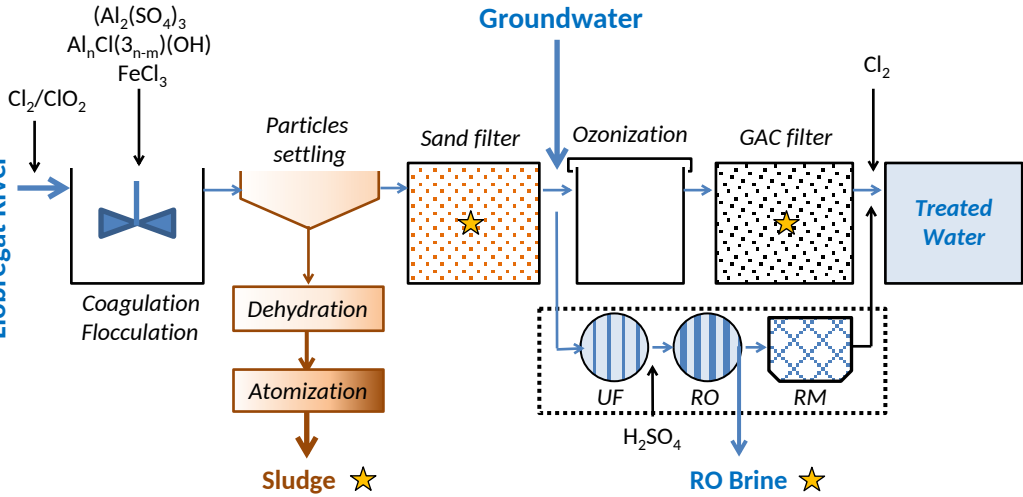 (Al₂(SO₄)₃
AlₙCl(3ₙ₋ₘ)(OH)
FeCl₃
Cl₂/ClO₂
Groundwater
Cl₂
Particles
settling
Sand filter
Ozonization
GAC filter
River
Treated
Water
Coagulation
Flocculation
Dehydration
Atomization
UF
RO
RM
H₂SO₄
Sludge
RO Brine